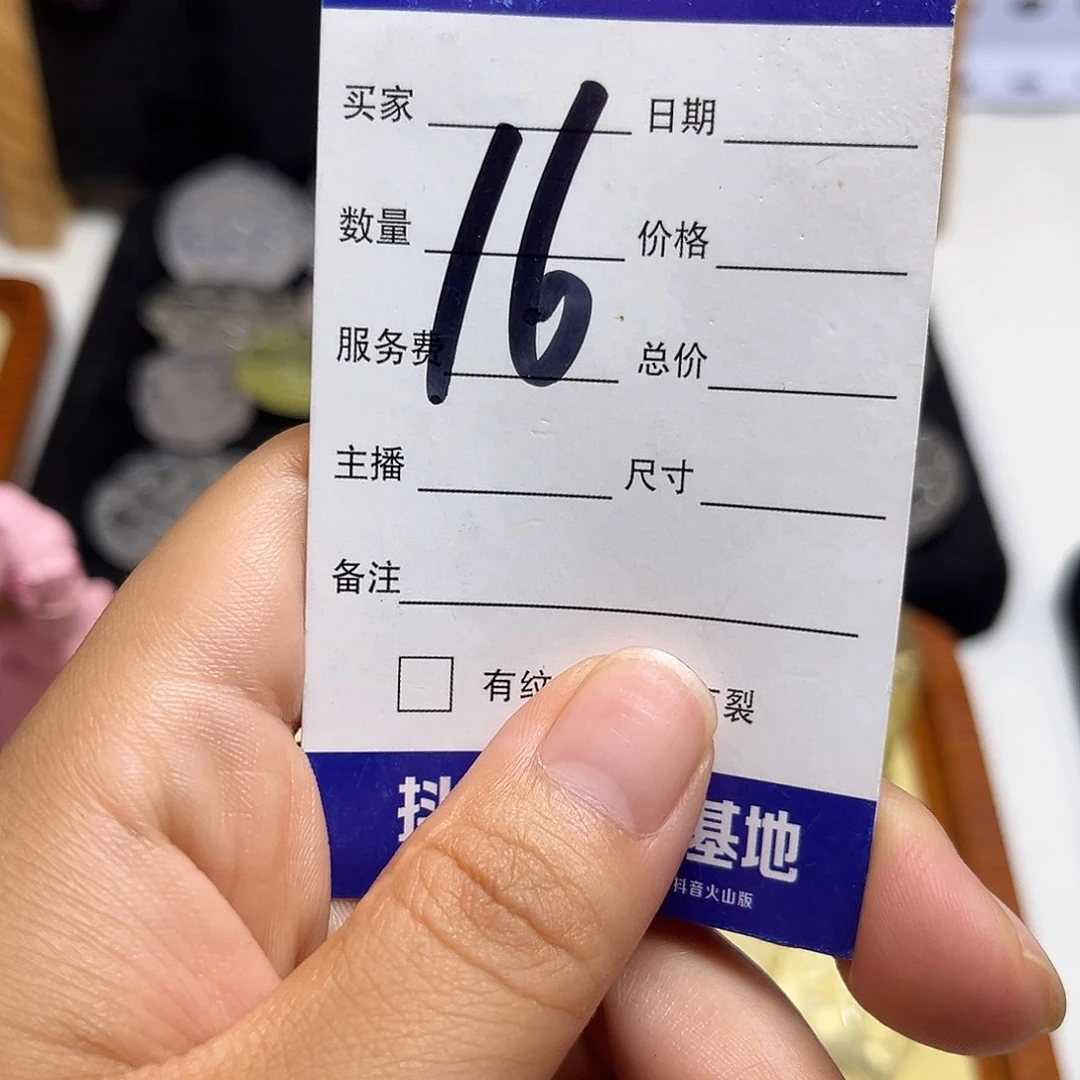 买家 日期
数量 价格
16
服务费 总价
主播 尺寸
备注
有纹 裂
抖 基地
抖音火山版